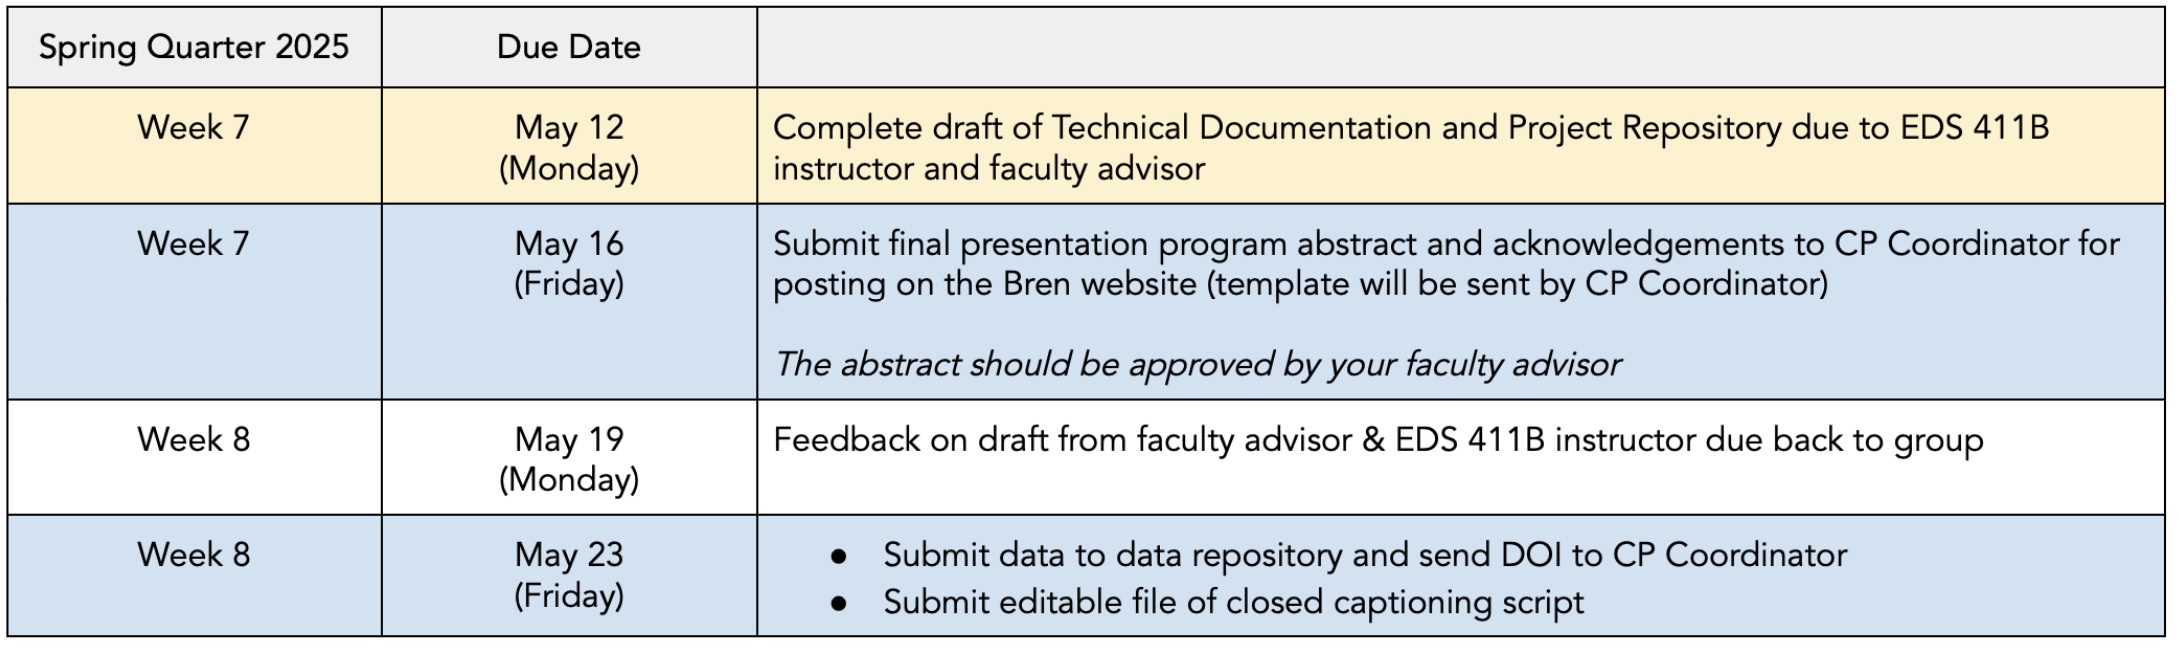 Spring Quarter 2025
Due Date
Week 7
May 12
(Monday)
Complete draft of Technical Documentation and Project Repository due to EDS 411B
instructor and faculty advisor
Week 7
May 16
(Friday)
Submit final presentation program abstract and acknowledgements to CP Coordinator for
posting on the Bren website (template will be sent by CP Coordinator)
The abstract should be approved by your faculty advisor
Week 8
May 19
(Monday)
Feedback on draft from faculty advisor & EDS 411B instructor due back to group
Week 8
May 23
(Friday)
● Submit data to data repository and send DOI to CP Coordinator
● Submit editable file of closed captioning script